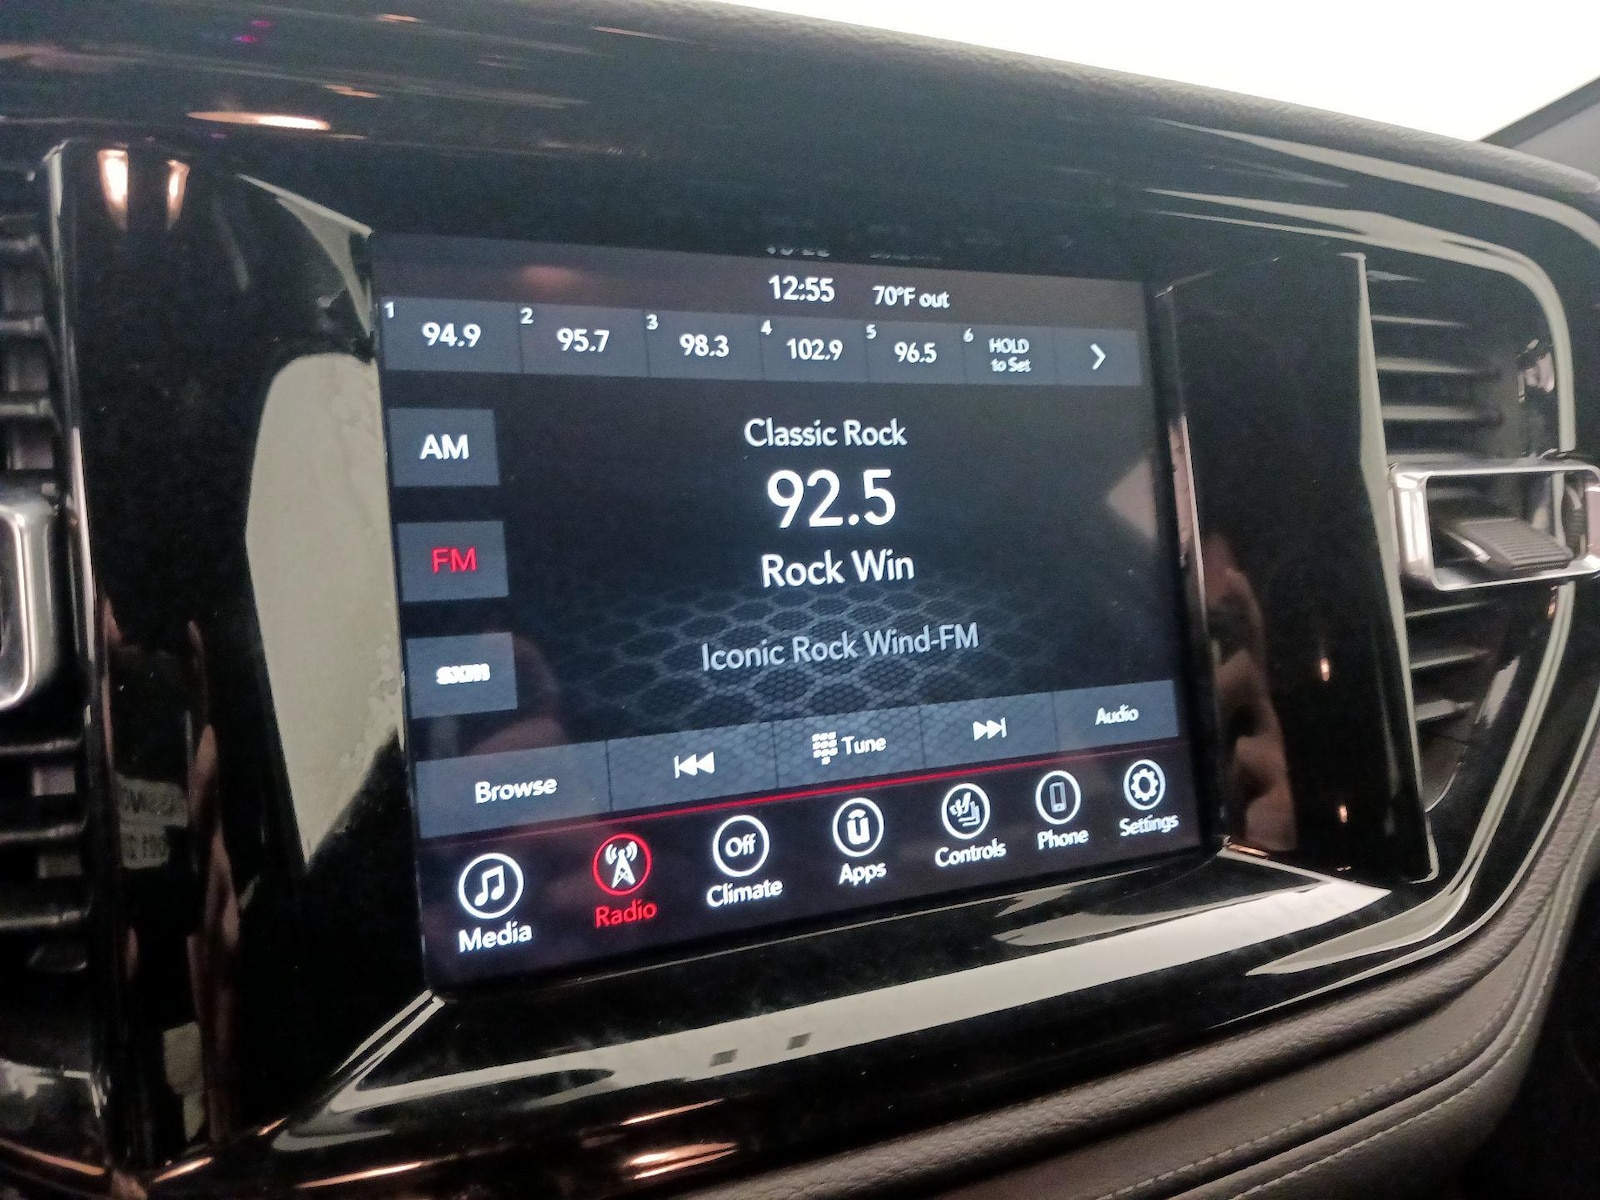 12:55 70°F out
1 94.9 2 95.7 3 98.3 4 102.9 5 96.5 6 HOLD to Set
AM
Classic Rock
92.5
FM
Rock Win
Iconic Rock Wind-FM
sxm
Browse Tune Audio
Media Radio Off Climate Apps Controls Phone Settings